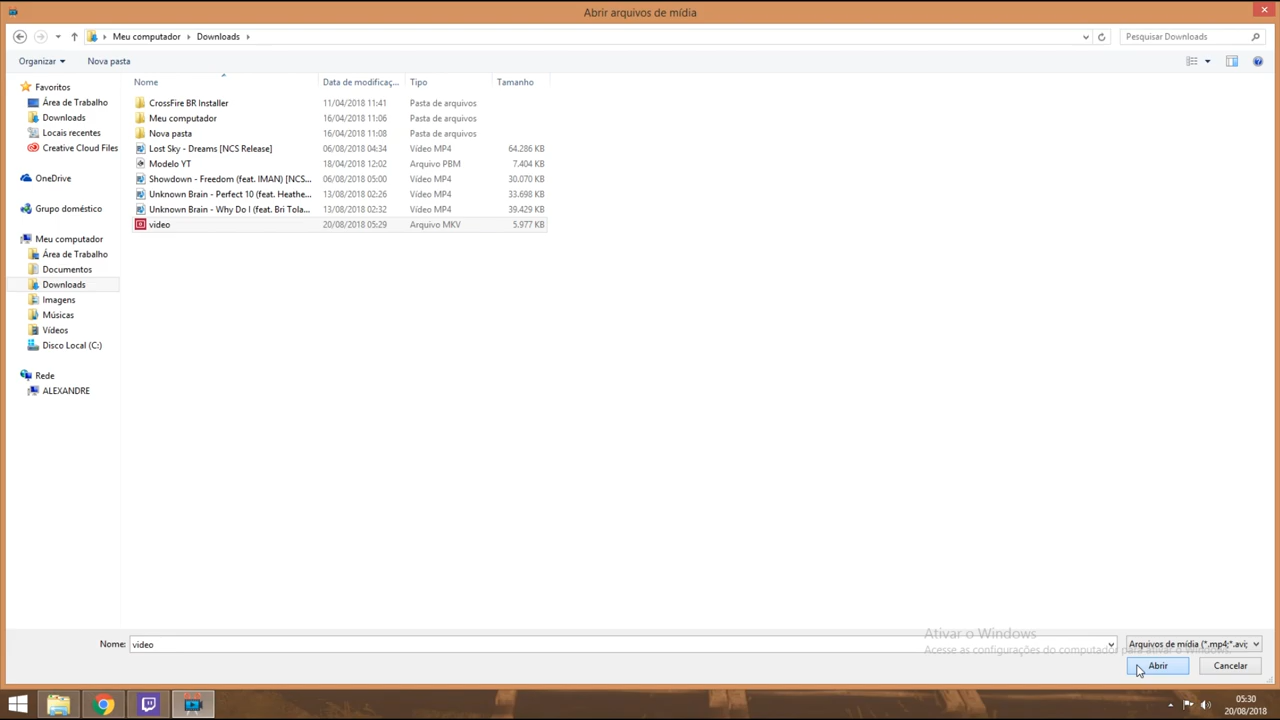 Abrir arquivos de mídia
Meu computador Downloads
Pesquisar Downloads
Organizar Nova pasta
Nome Data de modificaç... Tipo Tamanho
Favoritos
Área de Trabalho
Downloads
Locais recentes
Creative Cloud Files
OneDrive
Grupo doméstico
Meu computador
Área de Trabalho
Documentos
Downloads
Imagens
Músicas
Vídeos
Disco Local (C:)
Rede
ALEXANDRE
CrossFire BR Installer 11/04/2018 11:41 Pasta de arquivos
Meu computador 16/04/2018 11:06 Pasta de arquivos
Nova pasta 16/04/2018 11:08 Pasta de arquivos
Lost Sky - Dreams [NCS Release] 06/08/2018 04:34 Vídeo MP4 64.286 KB
Modelo YT 18/04/2018 12:02 Arquivo PBM 7.404 KB
Showdown - Freedom (feat. IMAN) [NCS... 06/08/2018 05:00 Vídeo MP4 30.070 KB
Unknown Brain - Perfect 10 (feat. Heathe... 13/08/2018 02:26 Vídeo MP4 33.698 KB
Unknown Brain - Why Do I (feat. Bri Tola... 13/08/2018 02:32 Vídeo MP4 39.429 KB
video 20/08/2018 05:29 Arquivo MKV 5.977 KB
Ativar o Windows
Acesse as configurações do computador para ativar o Windows.
Nome: video
Arquivos de mídia (*.mp4;*.avi;
Abrir Cancelar
05:30
20/08/2018